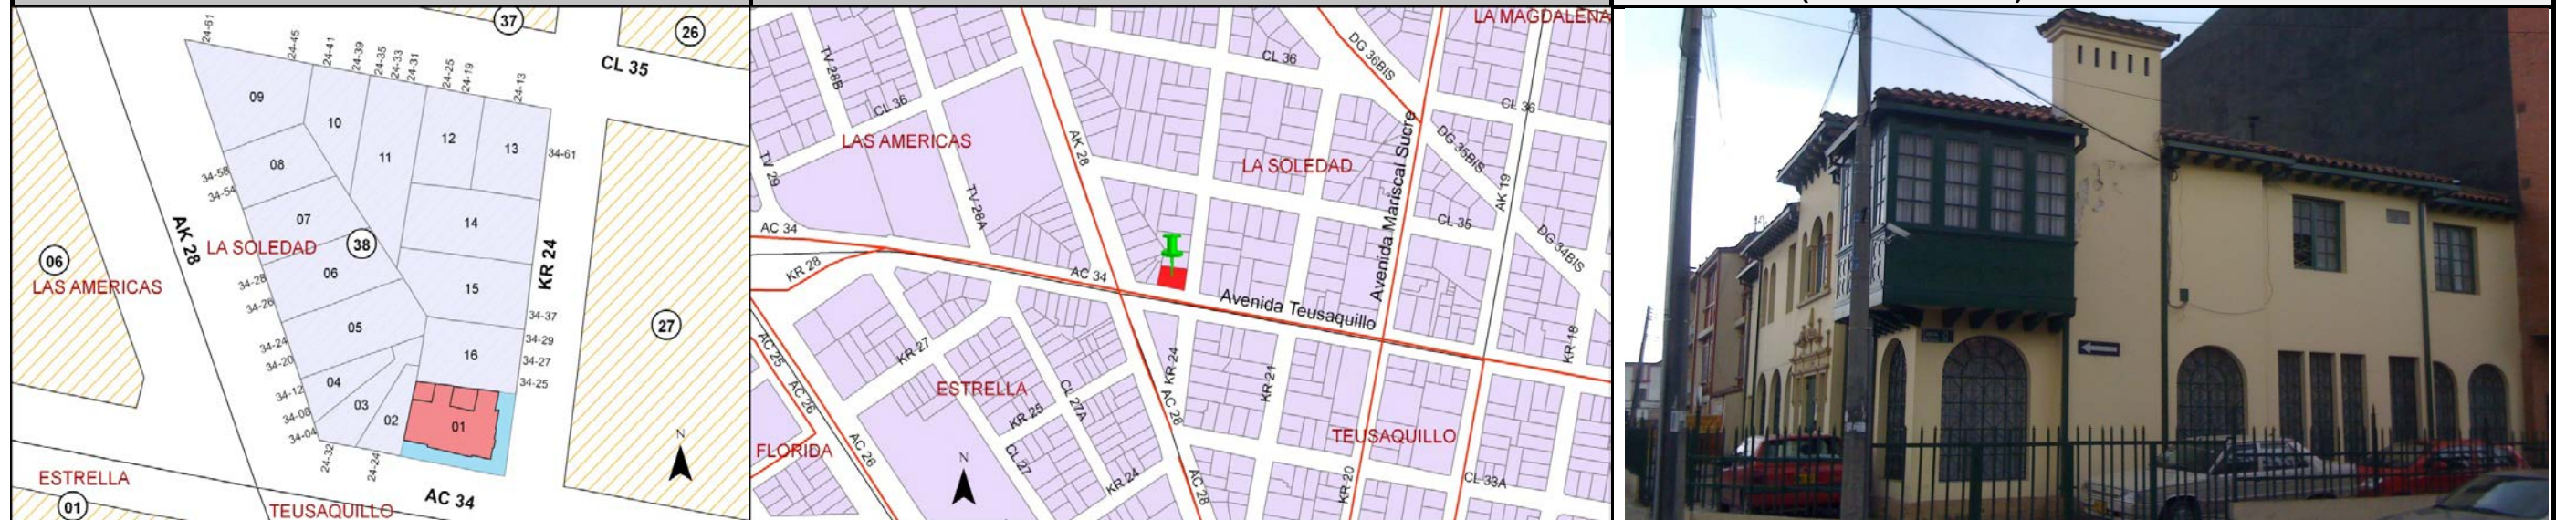 37
26
CL 35
24-61
24-45
24-41
24-39
24-35
24-33
24-31
24-25
24-19
24-13
09
10
11
12
13
34-61
08
34-58
34-54
07
14
AK 28
LA SOLEDAD
38
KR 24
06
LAS AMERICAS
06
15
34-28
34-26
34-37
05
27
34-29
34-24
34-20
16
34-27
34-25
04
34-12
03
34-08
02
01
34-04
24-32
24-24
N
ESTRELLA
01
AC 34
TEUSAQUILLO
LA MAGDALENA
TV 28B
CL 36
DG 36BIS
CL 36
CL 36
LAS AMERICAS
AK 28
Avenida Mariscal Sucre
DG 36BIS
LA SOLEDAD
TV 29
TV 28A
AK 19
CL 35
AC 34
DG 34BIS
KR 28
AC 34
Avenida Teusaquillo
KR 18
AC 25
KR 27
KR 24
KR 21
ESTRELLA
CL 27A
AC 26
KR 25
AC 28
TEUSAQUILLO
FLORIDA
AC 26
CL 27
N
KR 24
AC 28
KR 20
CL 33A